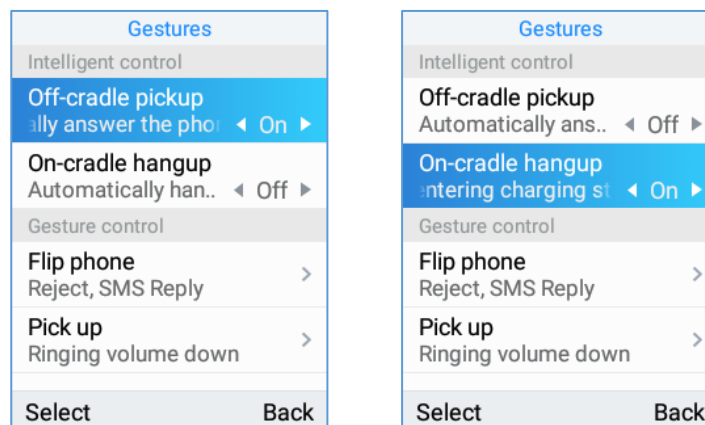 Gestures
Intelligent control
Off-cradle pickup
ally answer the phor On
On-cradle hangup
Automatically han.. Off
Gesture control
Flip phone
Reject, SMS Reply
Pick up
Ringing volume down
Select Back
Gestures
Intelligent control
Off-cradle pickup
Automatically ans.. Off
On-cradle hangup
entering charging st On
Gesture control
Flip phone
Reject, SMS Reply
Pick up
Ringing volume down
Select Back